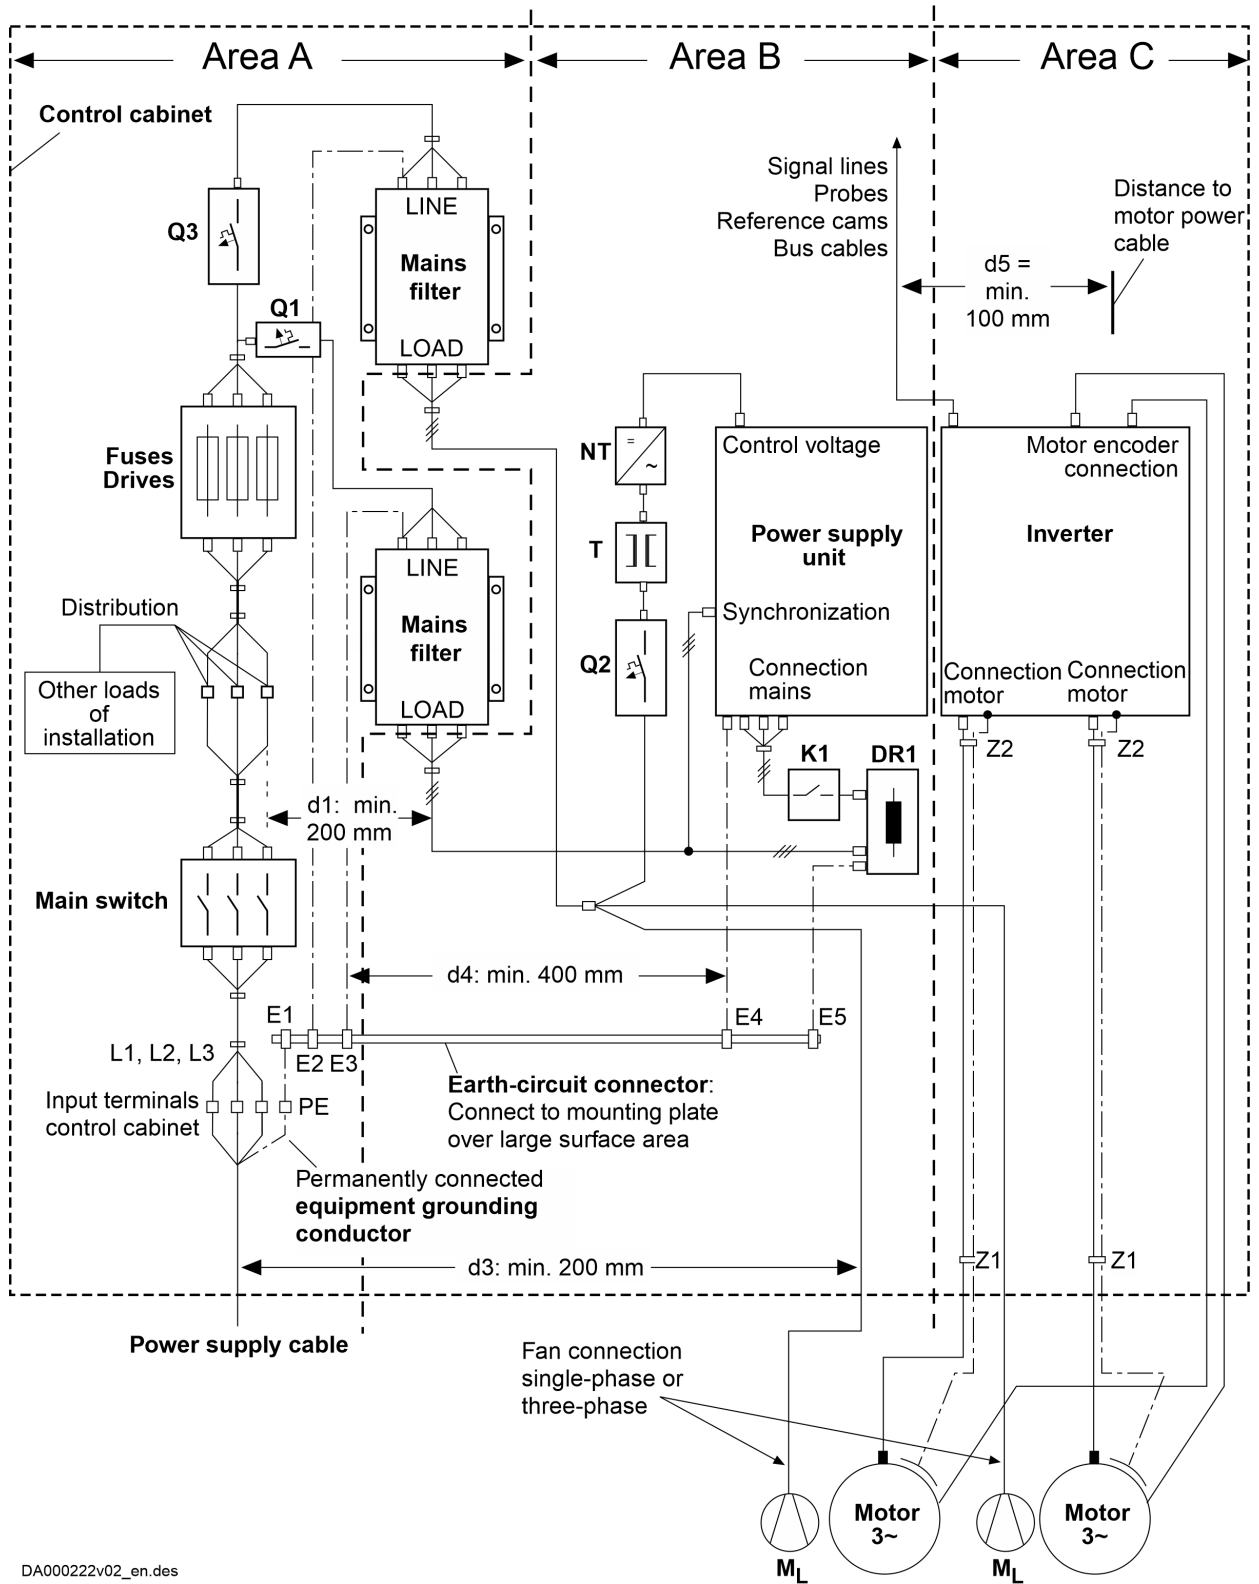 Area A
Area B
Area C
Control cabinet
Signal lines
Probes
Reference cams
Bus cables
Distance to
motor power
cable
d5 =
min.
100 mm
Q3
LINE
Mains
filter
LOAD
Q1
Fuses
Drives
NT
T
Q2
Control voltage
Power supply
unit
Synchronization
Connection
mains
Motor encoder
connection
Inverter
Connection
motor
Connection
motor
Z2
Z2
LINE
Mains
filter
LOAD
Distribution
Other loads
of
installation
K1
DR1
d1: min.
200 mm
Main switch
d4: min. 400 mm
E1
E2
E3
E4
E5
L1, L2, L3
Input terminals
control cabinet
PE
Earth-circuit connector:
Connect to mounting plate
over large surface area
Permanently connected
equipment grounding
conductor
d3: min. 200 mm
Z1
Z1
Power supply cable
Fan connection
single-phase or
three-phase
Motor
3~
Motor
3~
ML
ML
DA000222v02_en.des